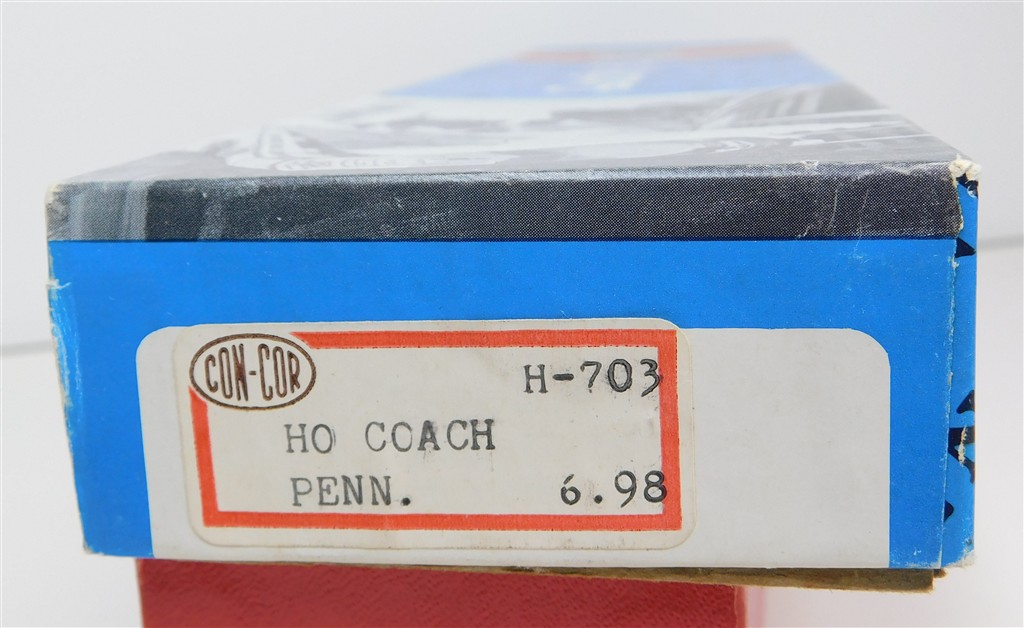 CON-COR
H-703
HO COACH
PENN. 6.98